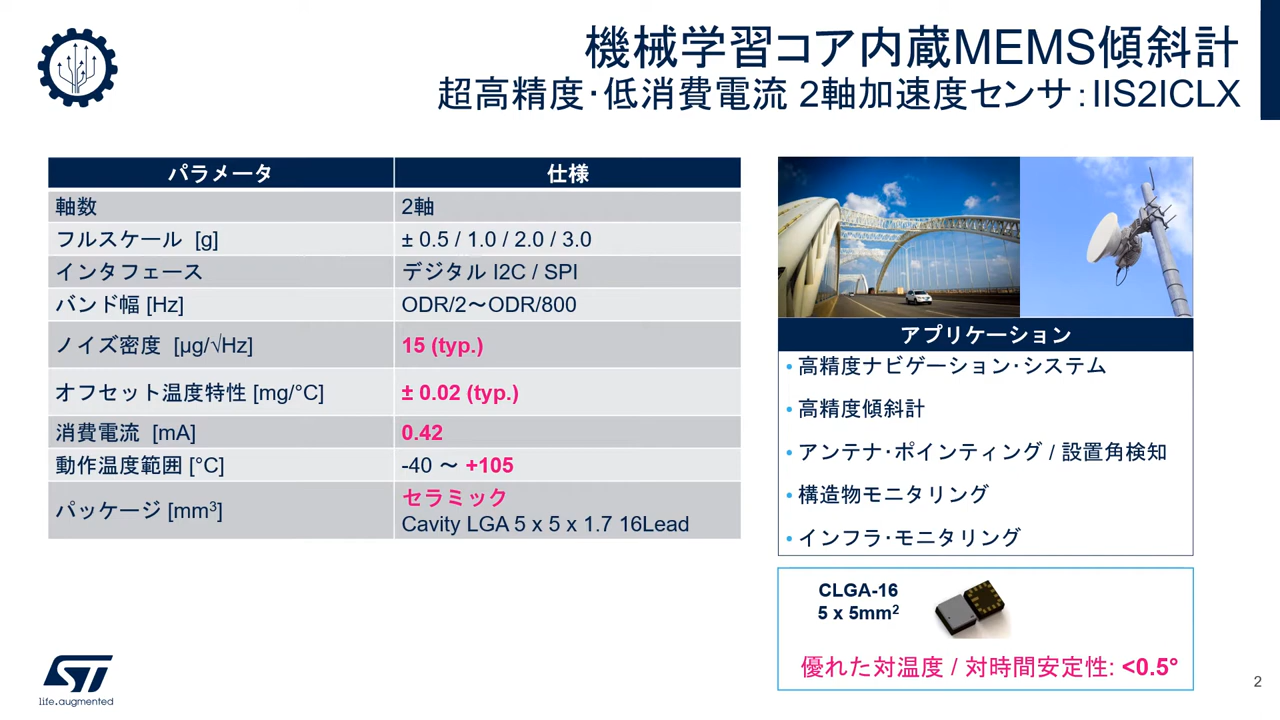 機械学習コア内蔵MEMS傾斜計
超高精度･低消費電流 2軸加速度センサ：IIS2ICLX
パラメータ 仕様
軸数 2軸
フルスケール [g] ± 0.5 / 1.0 / 2.0 / 3.0
インタフェース デジタル I2C / SPI
バンド幅 [Hz] ODR/2～ODR/800
ノイズ密度 [µg/√Hz] 15 (typ.)
オフセット温度特性 [mg/°C] ± 0.02 (typ.)
消費電流 [mA] 0.42
動作温度範囲 [°C] -40 ～ +105
パッケージ [mm³] セラミック
Cavity LGA 5 x 5 x 1.7 16Lead
アプリケーション
• 高精度ナビゲーション･システム
• 高精度傾斜計
• アンテナ･ポインティング / 設置角検知
• 構造物モニタリング
• インフラ･モニタリング
CLGA-16
5 x 5mm²
優れた対温度 / 対時間安定性: <0.5°
ST
life.augmented
2